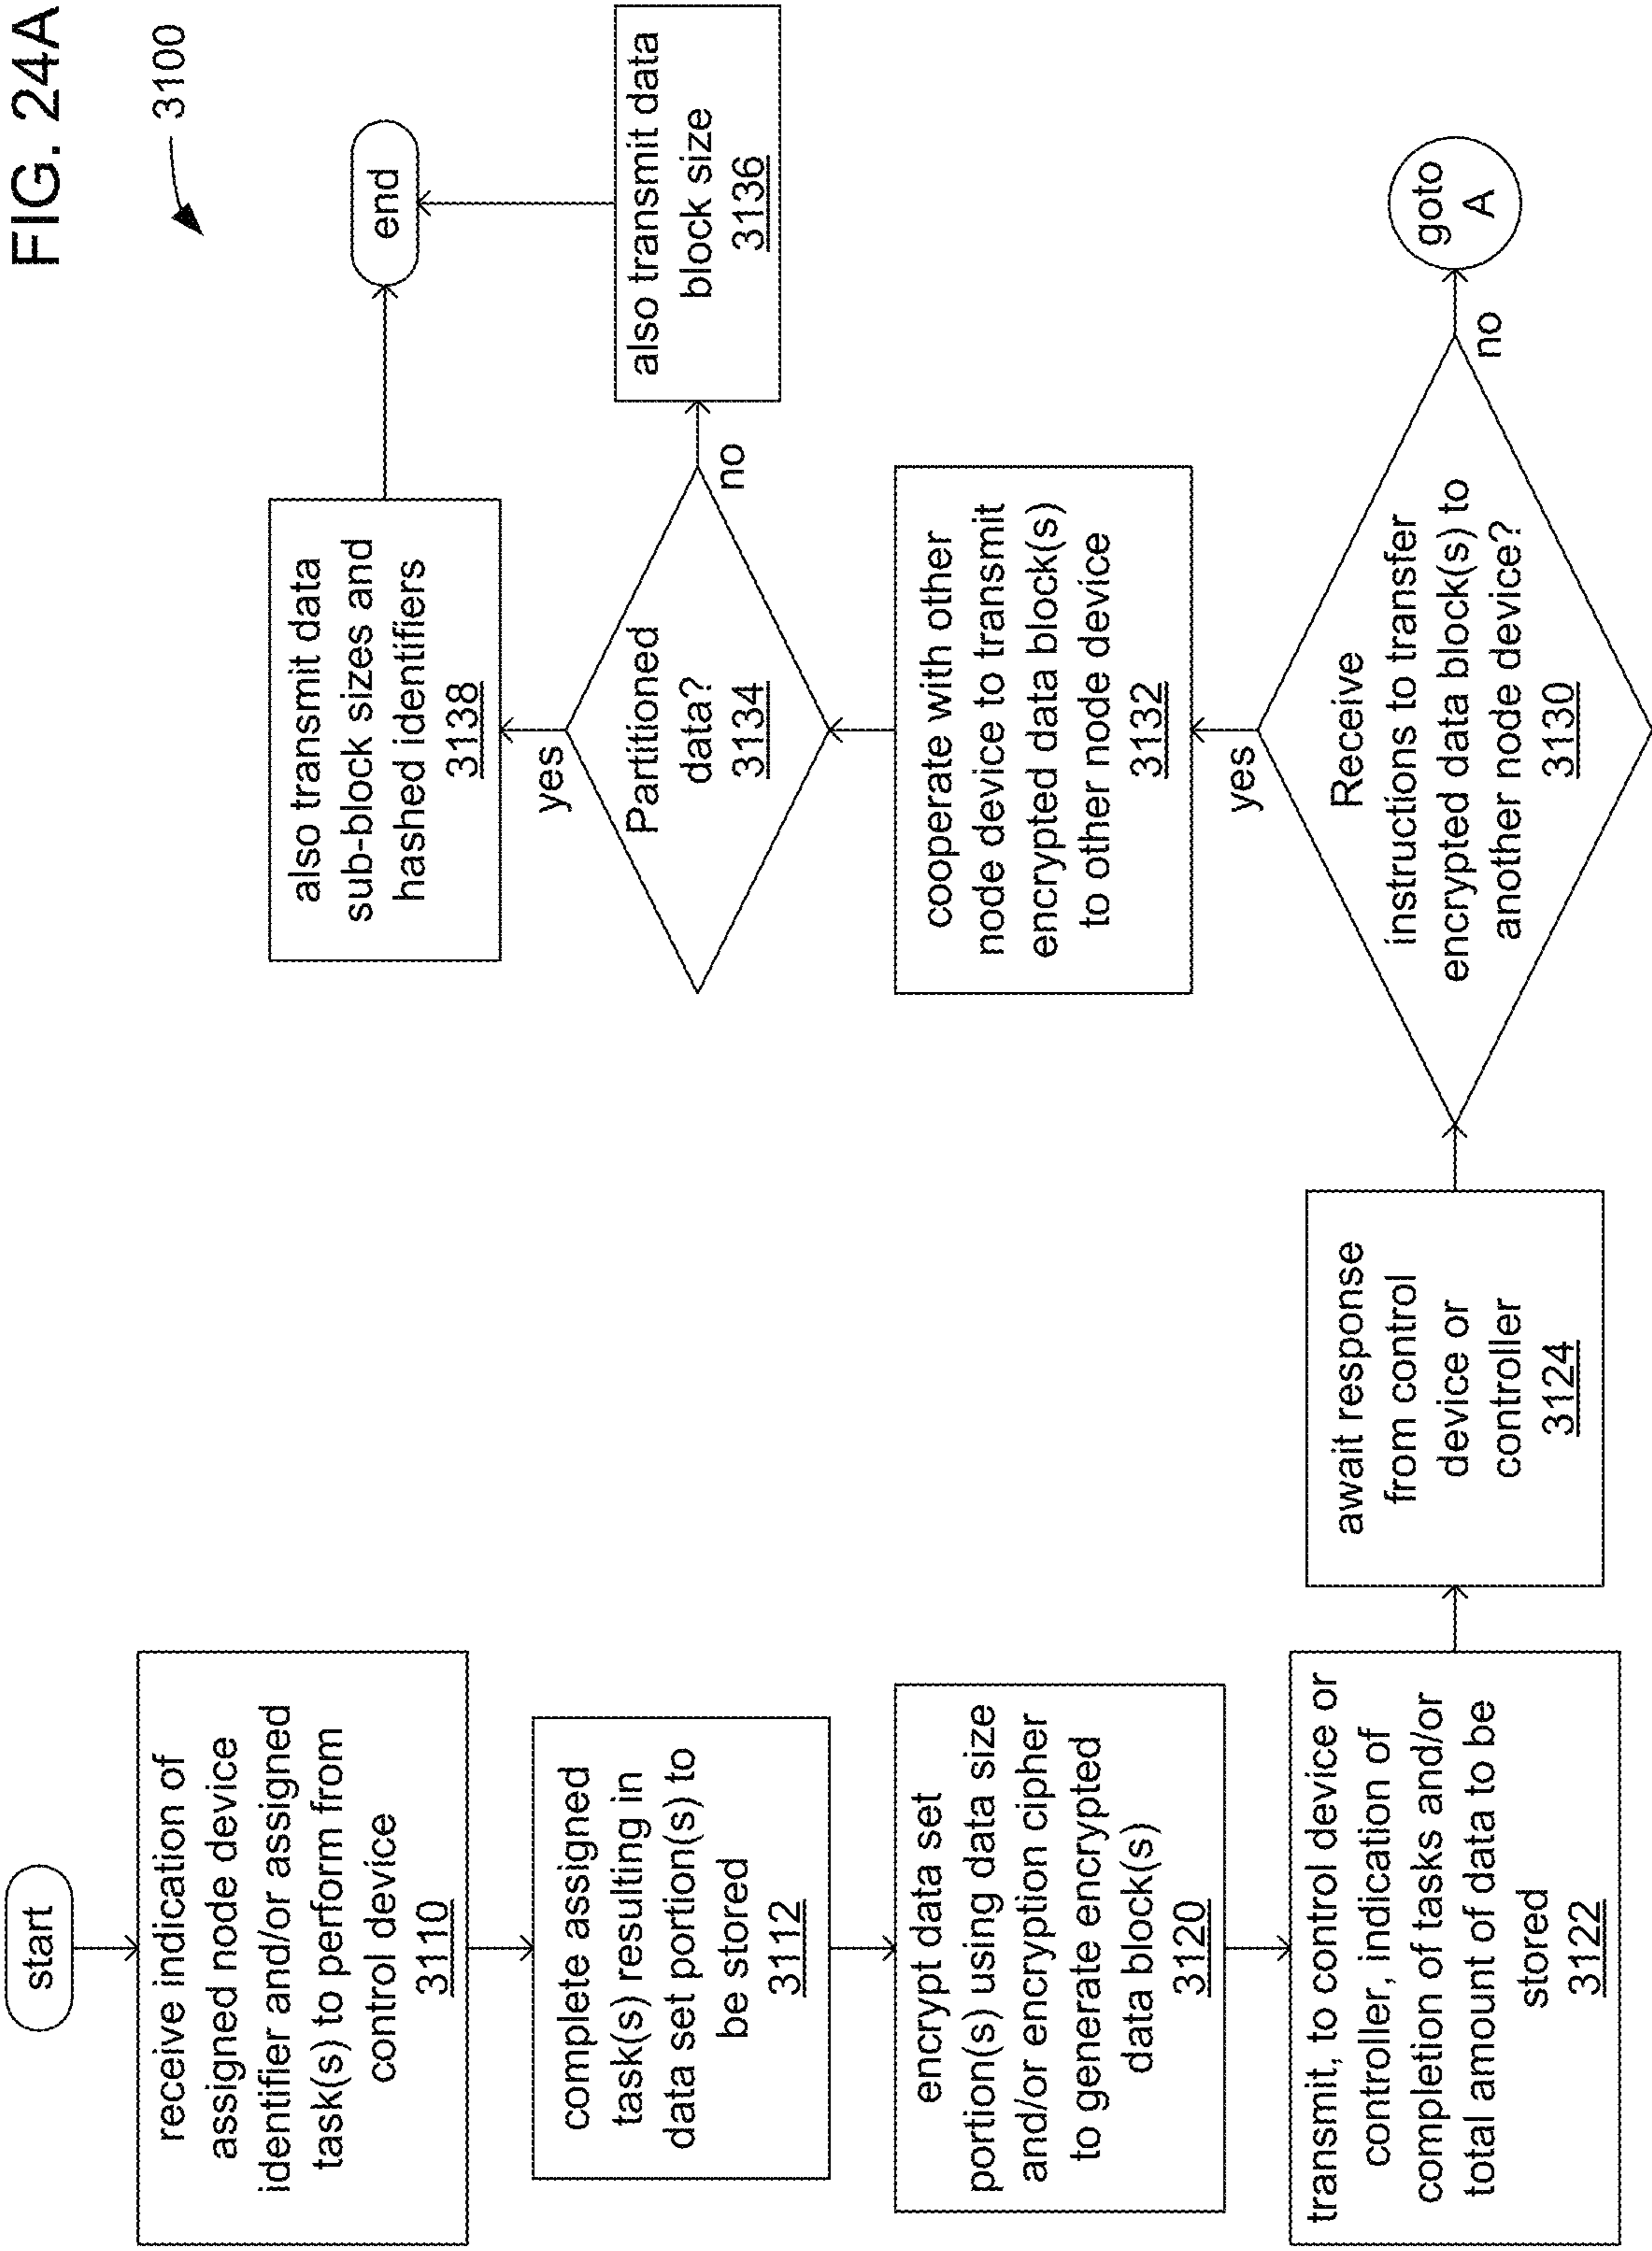 FIG. 24A
3100
start
receive indication of
assigned node device
identifier and/or assigned
task(s) to perform from
control device
3110
complete assigned
task(s) resulting in
data set portion(s) to
be stored
3112
encrypt data set
portion(s) using data size
and/or encryption cipher
to generate encrypted
data block(s)
3120
transmit, to control device or
controller, indication of
completion of tasks and/or
total amount of data to be
stored
3122
await response
from control
device or
controller
3124
Receive
instructions to transfer
encrypted data block(s) to
another node device?
3130
no
goto
A
yes
cooperate with other
node device to transmit
encrypted data block(s)
to other node device
3132
Partitioned
data?
3134
no
also transmit data
block size
3136
yes
also transmit data
sub-block sizes and
hashed identifiers
3138
end